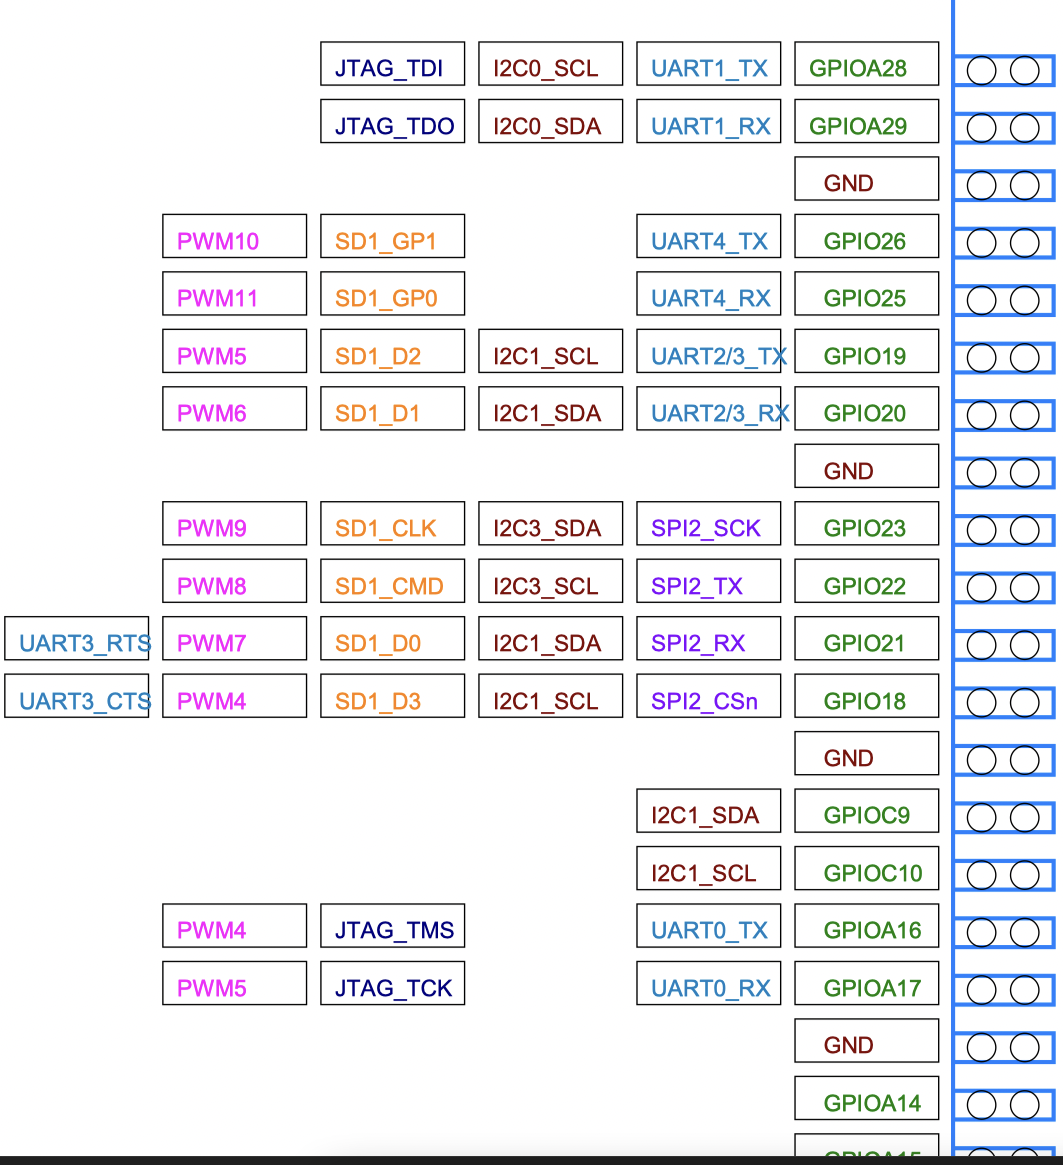 JTAG_TDI I2C0_SCL UART1_TX GPIOA28
JTAG_TDO I2C0_SDA UART1_RX GPIOA29
GND
PWM10 SD1_GP1 UART4_TX GPIO26
PWM11 SD1_GP0 UART4_RX GPIO25
PWM5 SD1_D2 I2C1_SCL UART2/3_TX GPIO19
PWM6 SD1_D1 I2C1_SDA UART2/3_RX GPIO20
GND
PWM9 SD1_CLK I2C3_SDA SPI2_SCK GPIO23
PWM8 SD1_CMD I2C3_SCL SPI2_TX GPIO22
UART3_RTS PWM7 SD1_D0 I2C1_SDA SPI2_RX GPIO21
UART3_CTS PWM4 SD1_D3 I2C1_SCL SPI2_CSn GPIO18
GND
I2C1_SDA GPIOC9
I2C1_SCL GPIOC10
PWM4 JTAG_TMS UART0_TX GPIOA16
PWM5 JTAG_TCK UART0_RX GPIOA17
GND
GPIOA14
GPIOA15